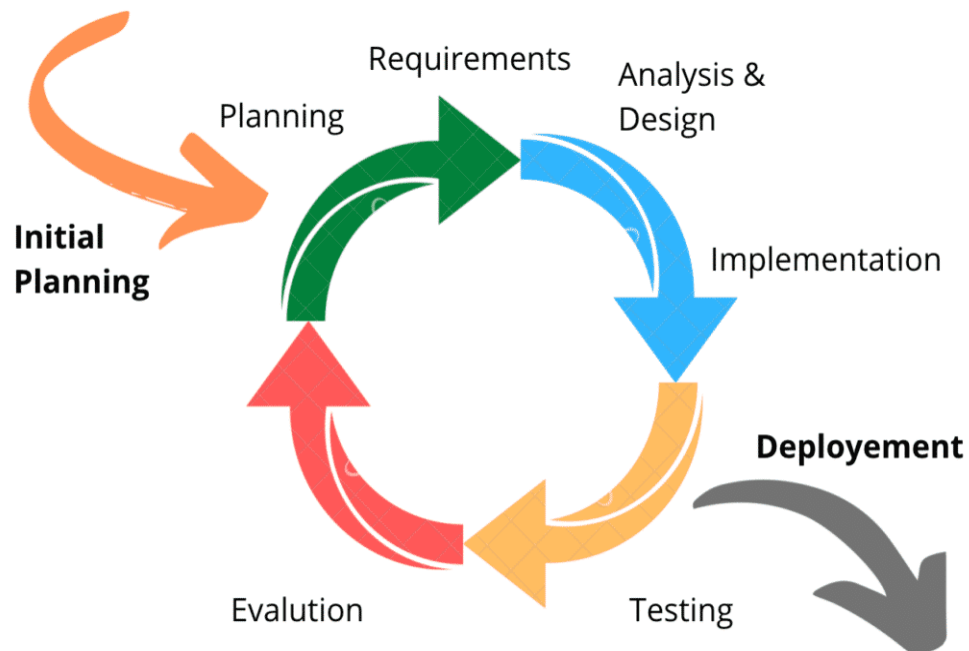 Requirements
Analysis &
Design
Planning
Initial
Planning
Implementation
Deployement
Evalution
Testing